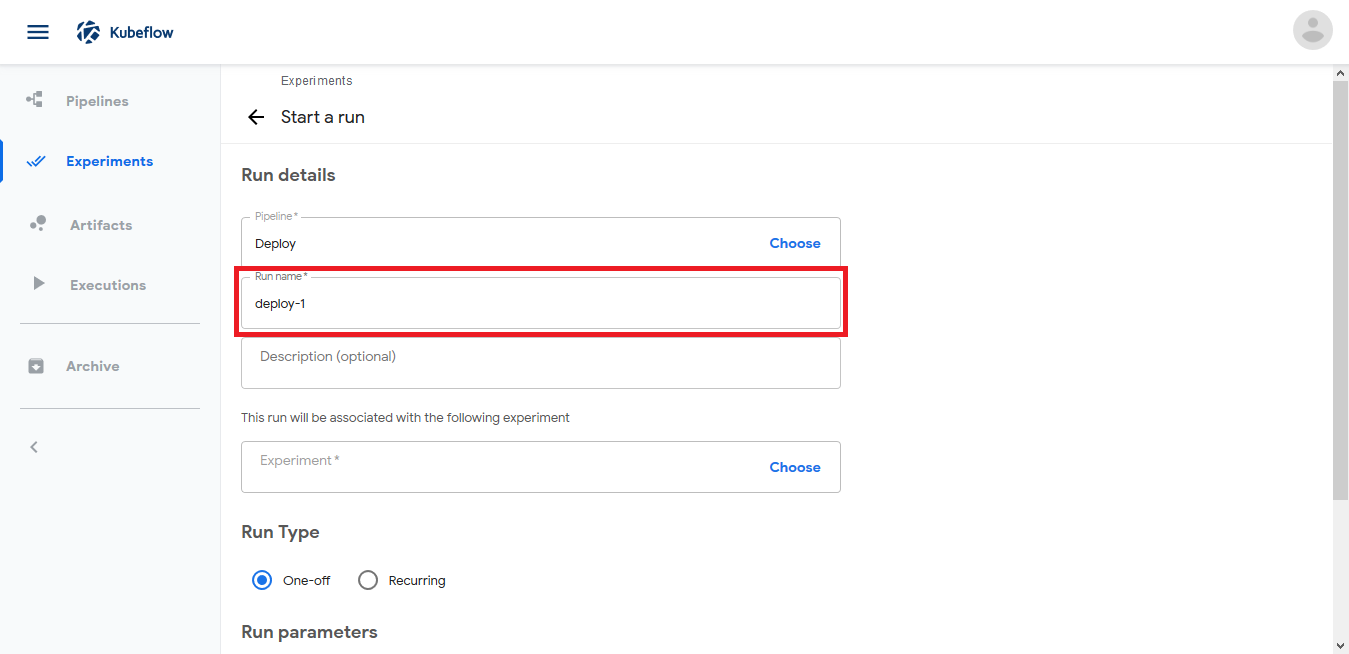 Kubeflow
Pipelines
Experiments
Artifacts
Executions
Archive
Experiments
Start a run
Run details
Pipeline*
Deploy
Choose
Run name*
deploy-1
Description (optional)
This run will be associated with the following experiment
Experiment*
Choose
Run Type
One-off
Recurring
Run parameters